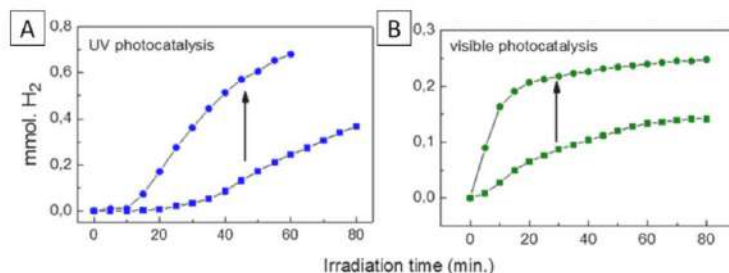 A
UV photocatalysis
0,8
0,6
0,4
0,2
0,0
mmol. H₂
0 20 40 60 80
B
visible photocatalysis
0,3
0,2
0,1
0,0
0 20 40 60 80
Irradiation time (min.)